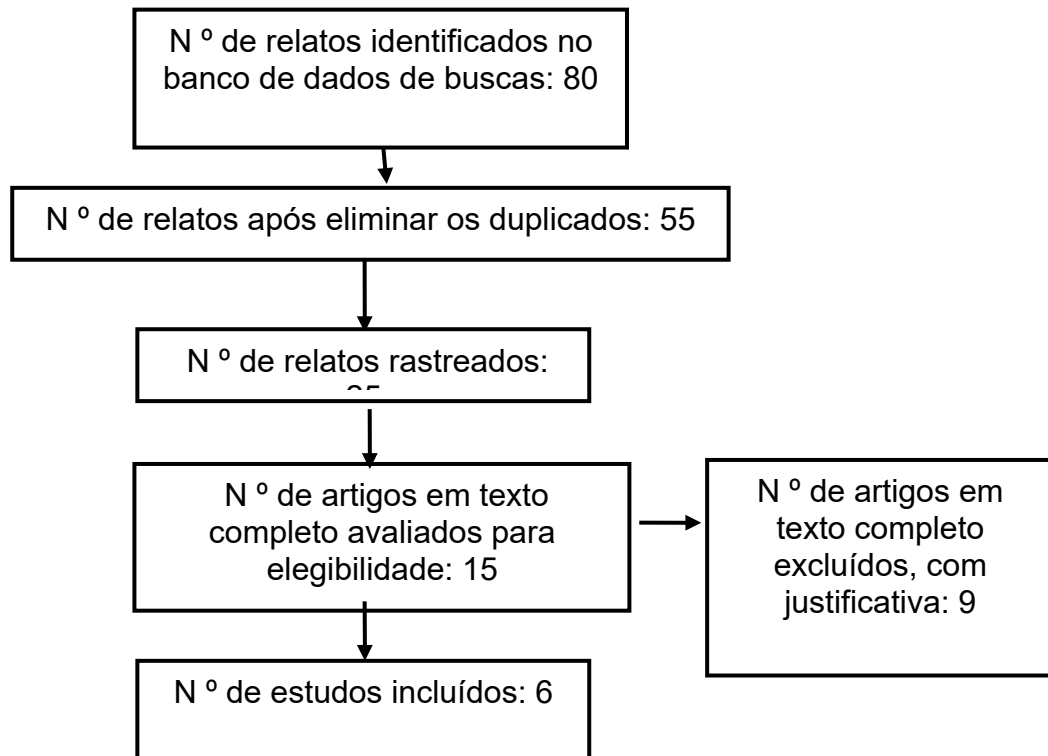 N º de relatos identificados no
banco de dados de buscas: 80
N º de relatos após eliminar os duplicados: 55
N º de relatos rastreados:
N º de artigos em texto
completo avaliados para
elegibilidade: 15
N º de artigos em
texto completo
excluídos, com
justificativa: 9
N º de estudos incluídos: 6